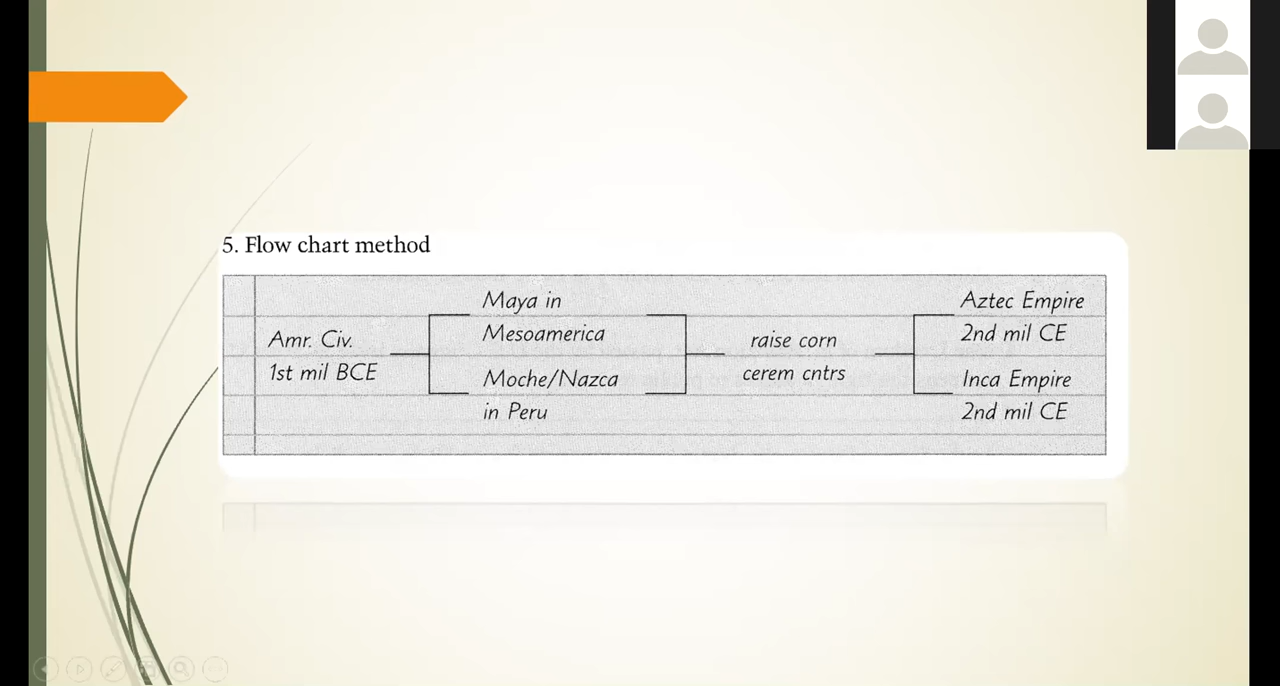 5. Flow chart method
Amr. Civ.
1st mil BCE
Maya in
Mesoamerica
Moche/Nazca
in Peru
raise corn
cerem cntrs
Aztec Empire
2nd mil CE
Inca Empire
2nd mil CE